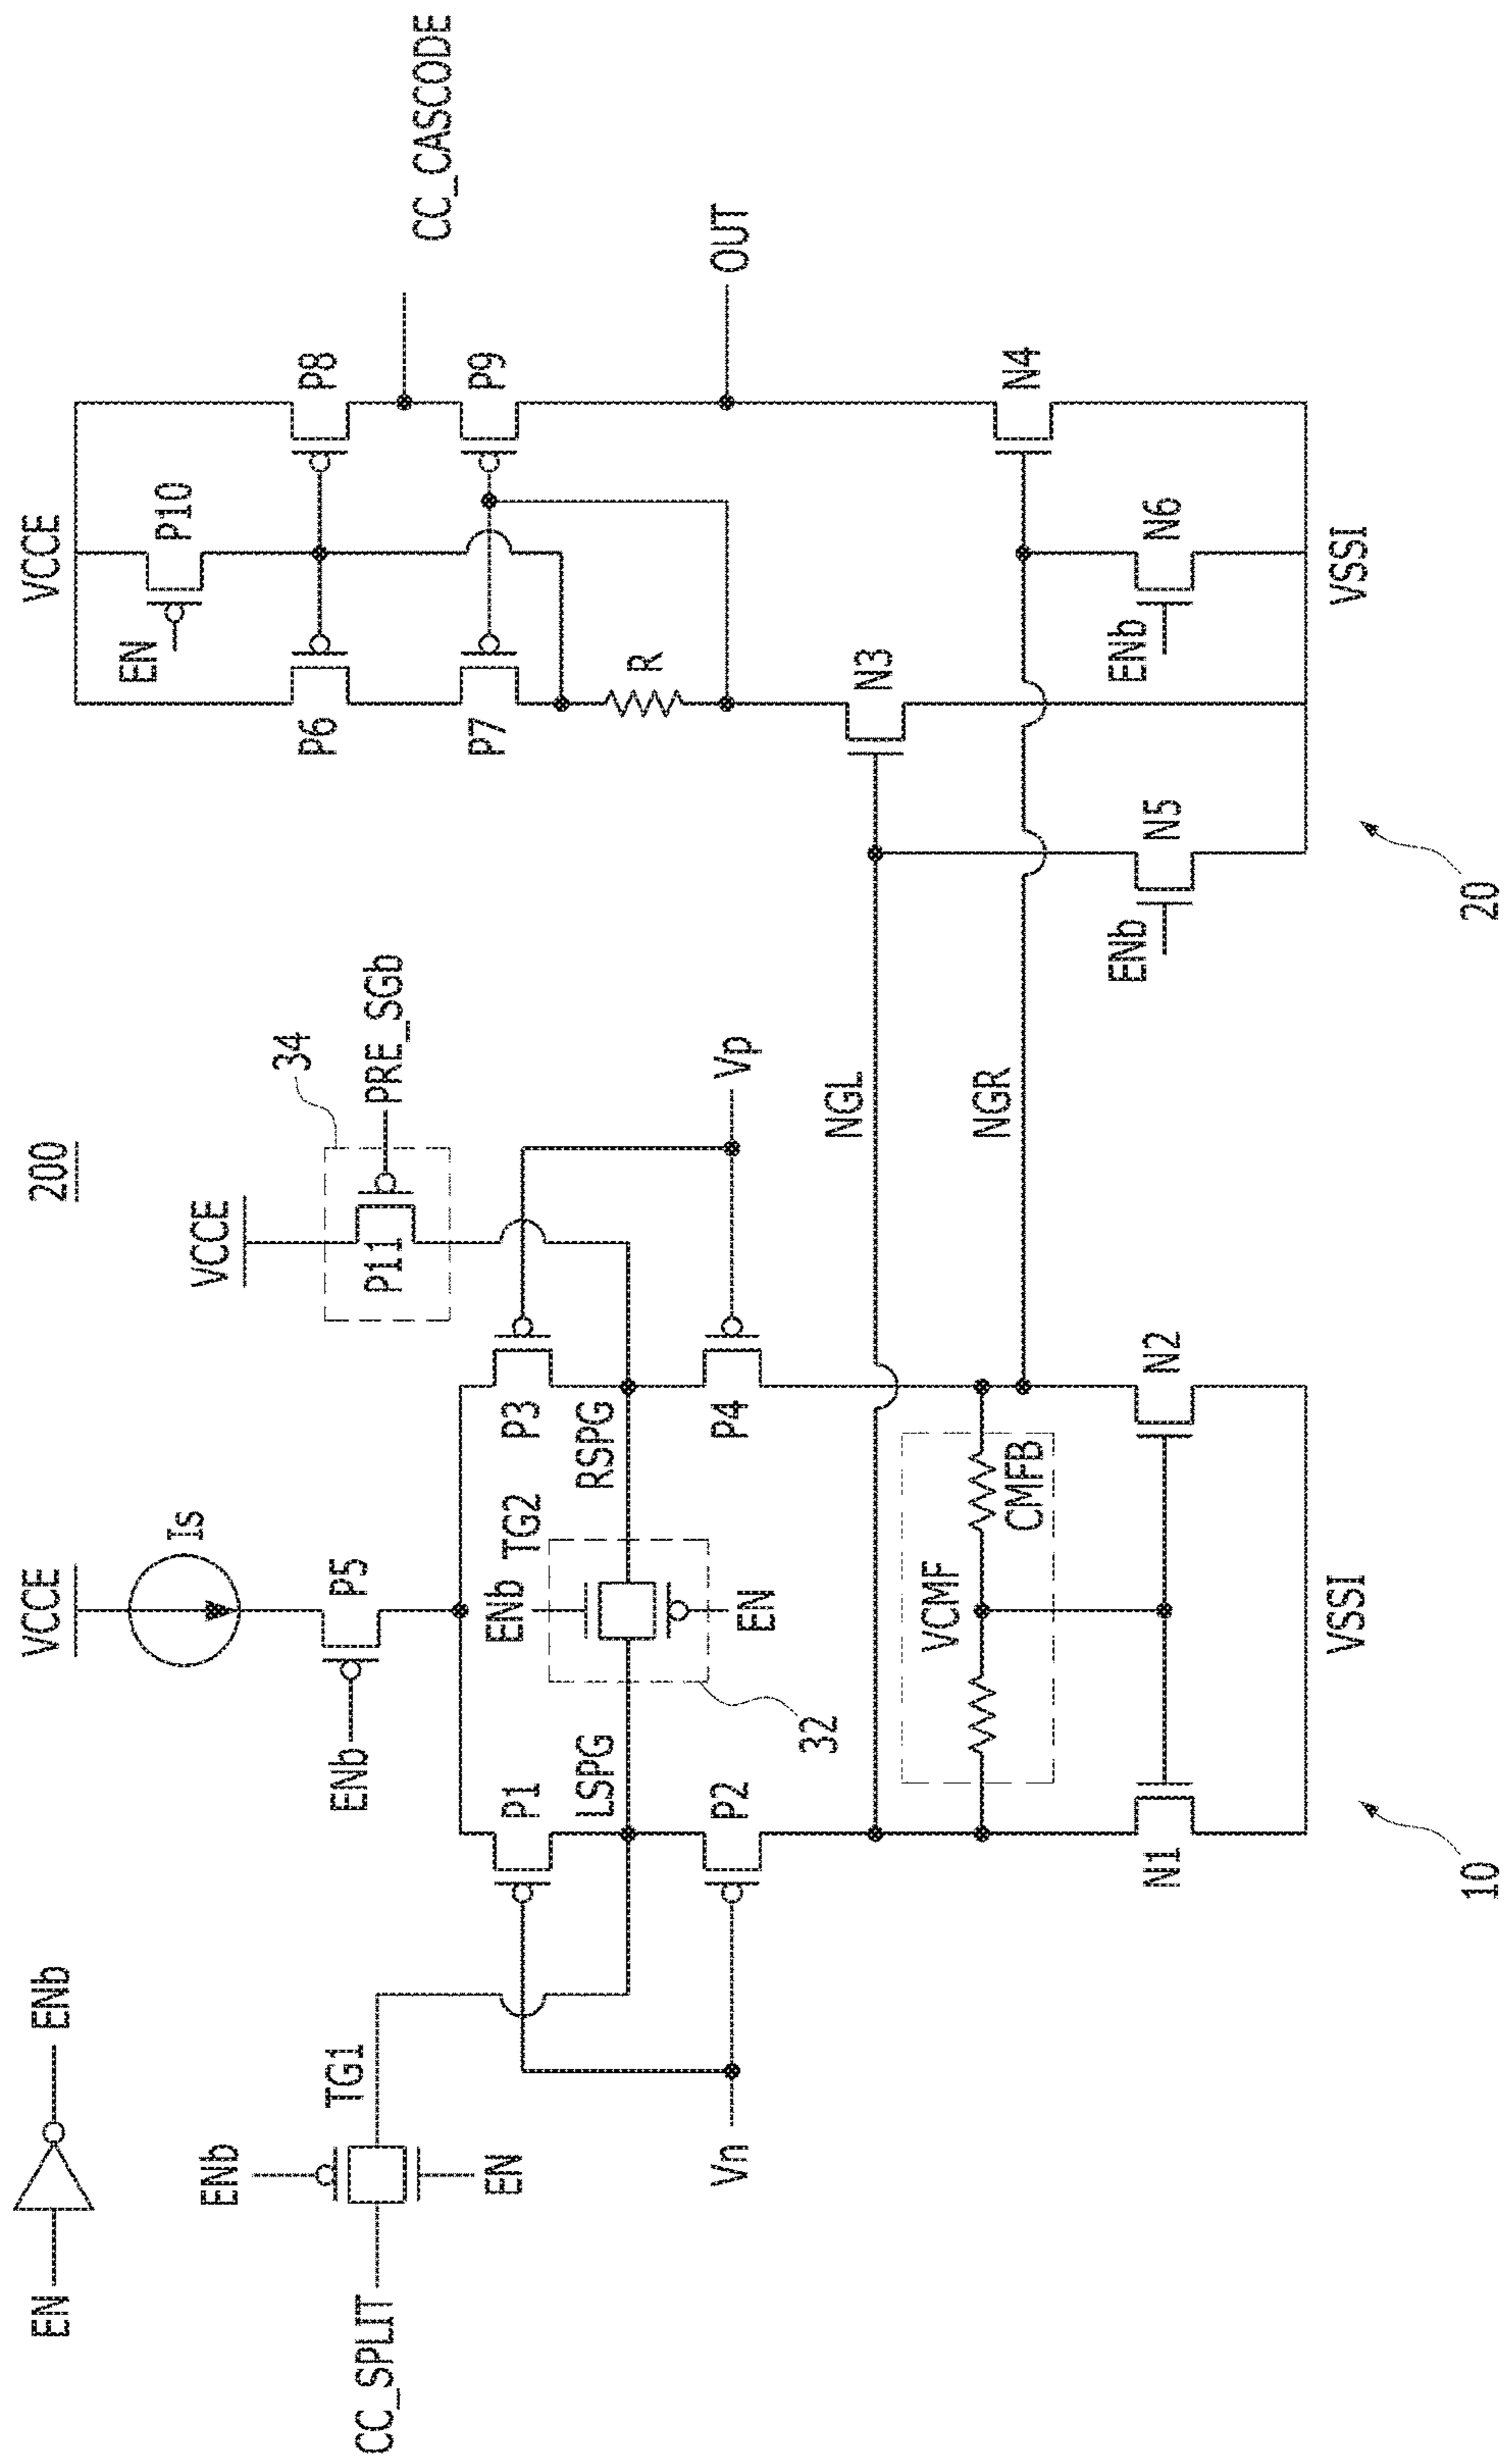 200
EN
ENb
VCCE
Is
ENb
P5
CC_SPLIT
TG1
ENb
EN
VCCE
34
P11
PRE_SGb
P1
P3
LSPG
RSPG
TG2
ENb
EN
32
Vn
P2
P4
Vp
NGL
NGR
VCMF
CMFB
N1
N2
VSSI
10
VCCE
EN
P10
P6
P8
CC_CASCODE
P7
P9
R
OUT
N3
N4
ENb
N5
ENb
N6
VSSI
20